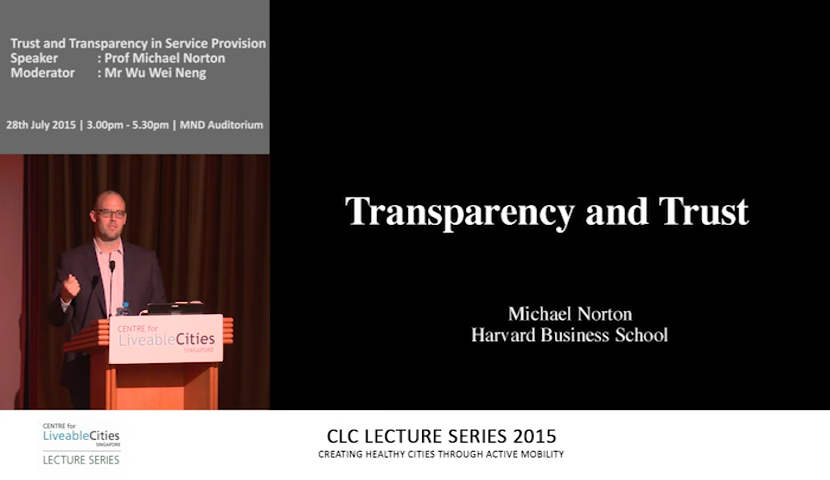 Trust and Transparency in Service Provision
Speaker : Prof Michael Norton
Moderator : Mr Wu Wei Neng
28th July 2015 | 3.00pm - 5.30pm | MND Auditorium
Transparency and Trust
Michael Norton
Harvard Business School
CENTRE for
LiveableCities
SINGAPORE
CENTRE for
LiveableCities
SINGAPORE
LECTURE SERIES
CLC LECTURE SERIES 2015
CREATING HEALTHY CITIES THROUGH ACTIVE MOBILITY